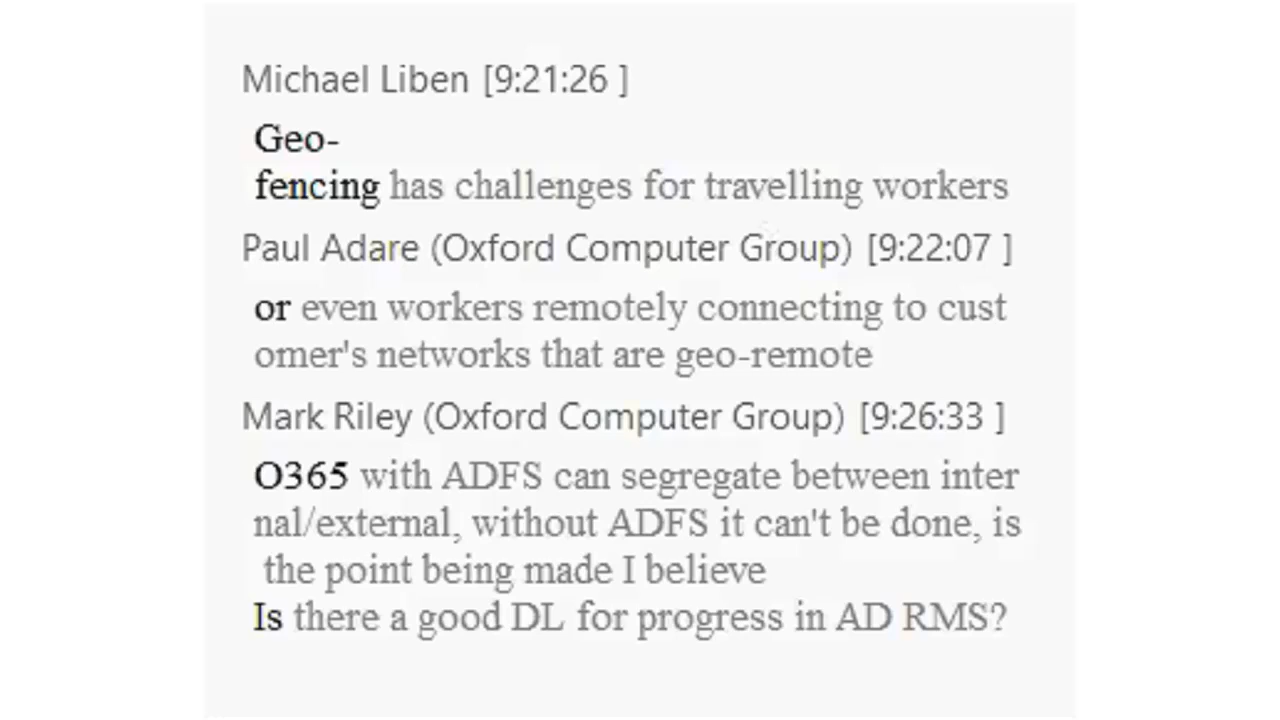 Michael Liben [9:21:26 ]
Geo-
fencing has challenges for travelling workers
Paul Adare (Oxford Computer Group) [9:22:07 ]
or even workers remotely connecting to cust
omer's networks that are geo-remote
Mark Riley (Oxford Computer Group) [9:26:33 ]
O365 with ADFS can segregate between inter
nal/external, without ADFS it can't be done, is
the point being made I believe
Is there a good DL for progress in AD RMS?